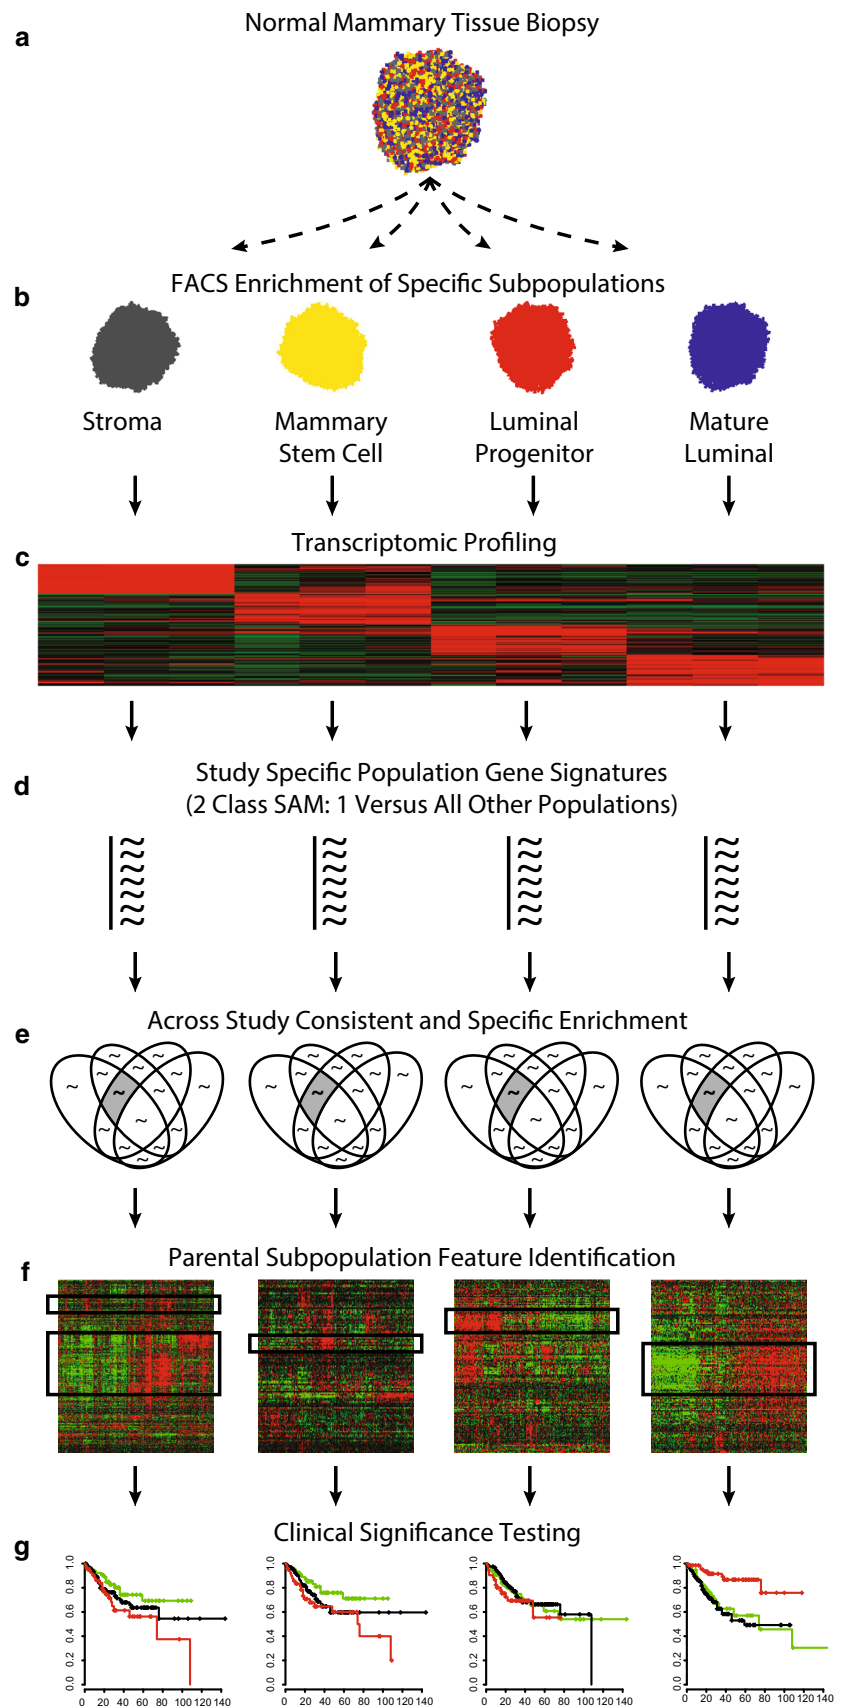 a
Normal Mammary Tissue Biopsy
b
FACS Enrichment of Specific Subpopulations
Stroma
Mammary
Stem Cell
Luminal
Progenitor
Mature
Luminal
c
Transcriptomic Profiling
d
Study Specific Population Gene Signatures
(2 Class SAM: 1 Versus All Other Populations)
~ ~ ~ ~ ~ ~ ~
~ ~ ~ ~ ~ ~ ~
~ ~ ~ ~ ~ ~ ~
~ ~ ~ ~ ~ ~ ~
e
Across Study Consistent and Specific Enrichment
f
Parental Subpopulation Feature Identification
g
Clinical Significance Testing
0.0 0.2 0.4 0.6 0.8 1.0
0 20 40 60 80 100 120 140
0.0 0.2 0.4 0.6 0.8 1.0
0 20 40 60 80 100 120 140
0.0 0.2 0.4 0.6 0.8 1.0
0 20 40 60 80 100 120 140
0.0 0.2 0.4 0.6 0.8 1.0
0 20 40 60 80 100 120 140